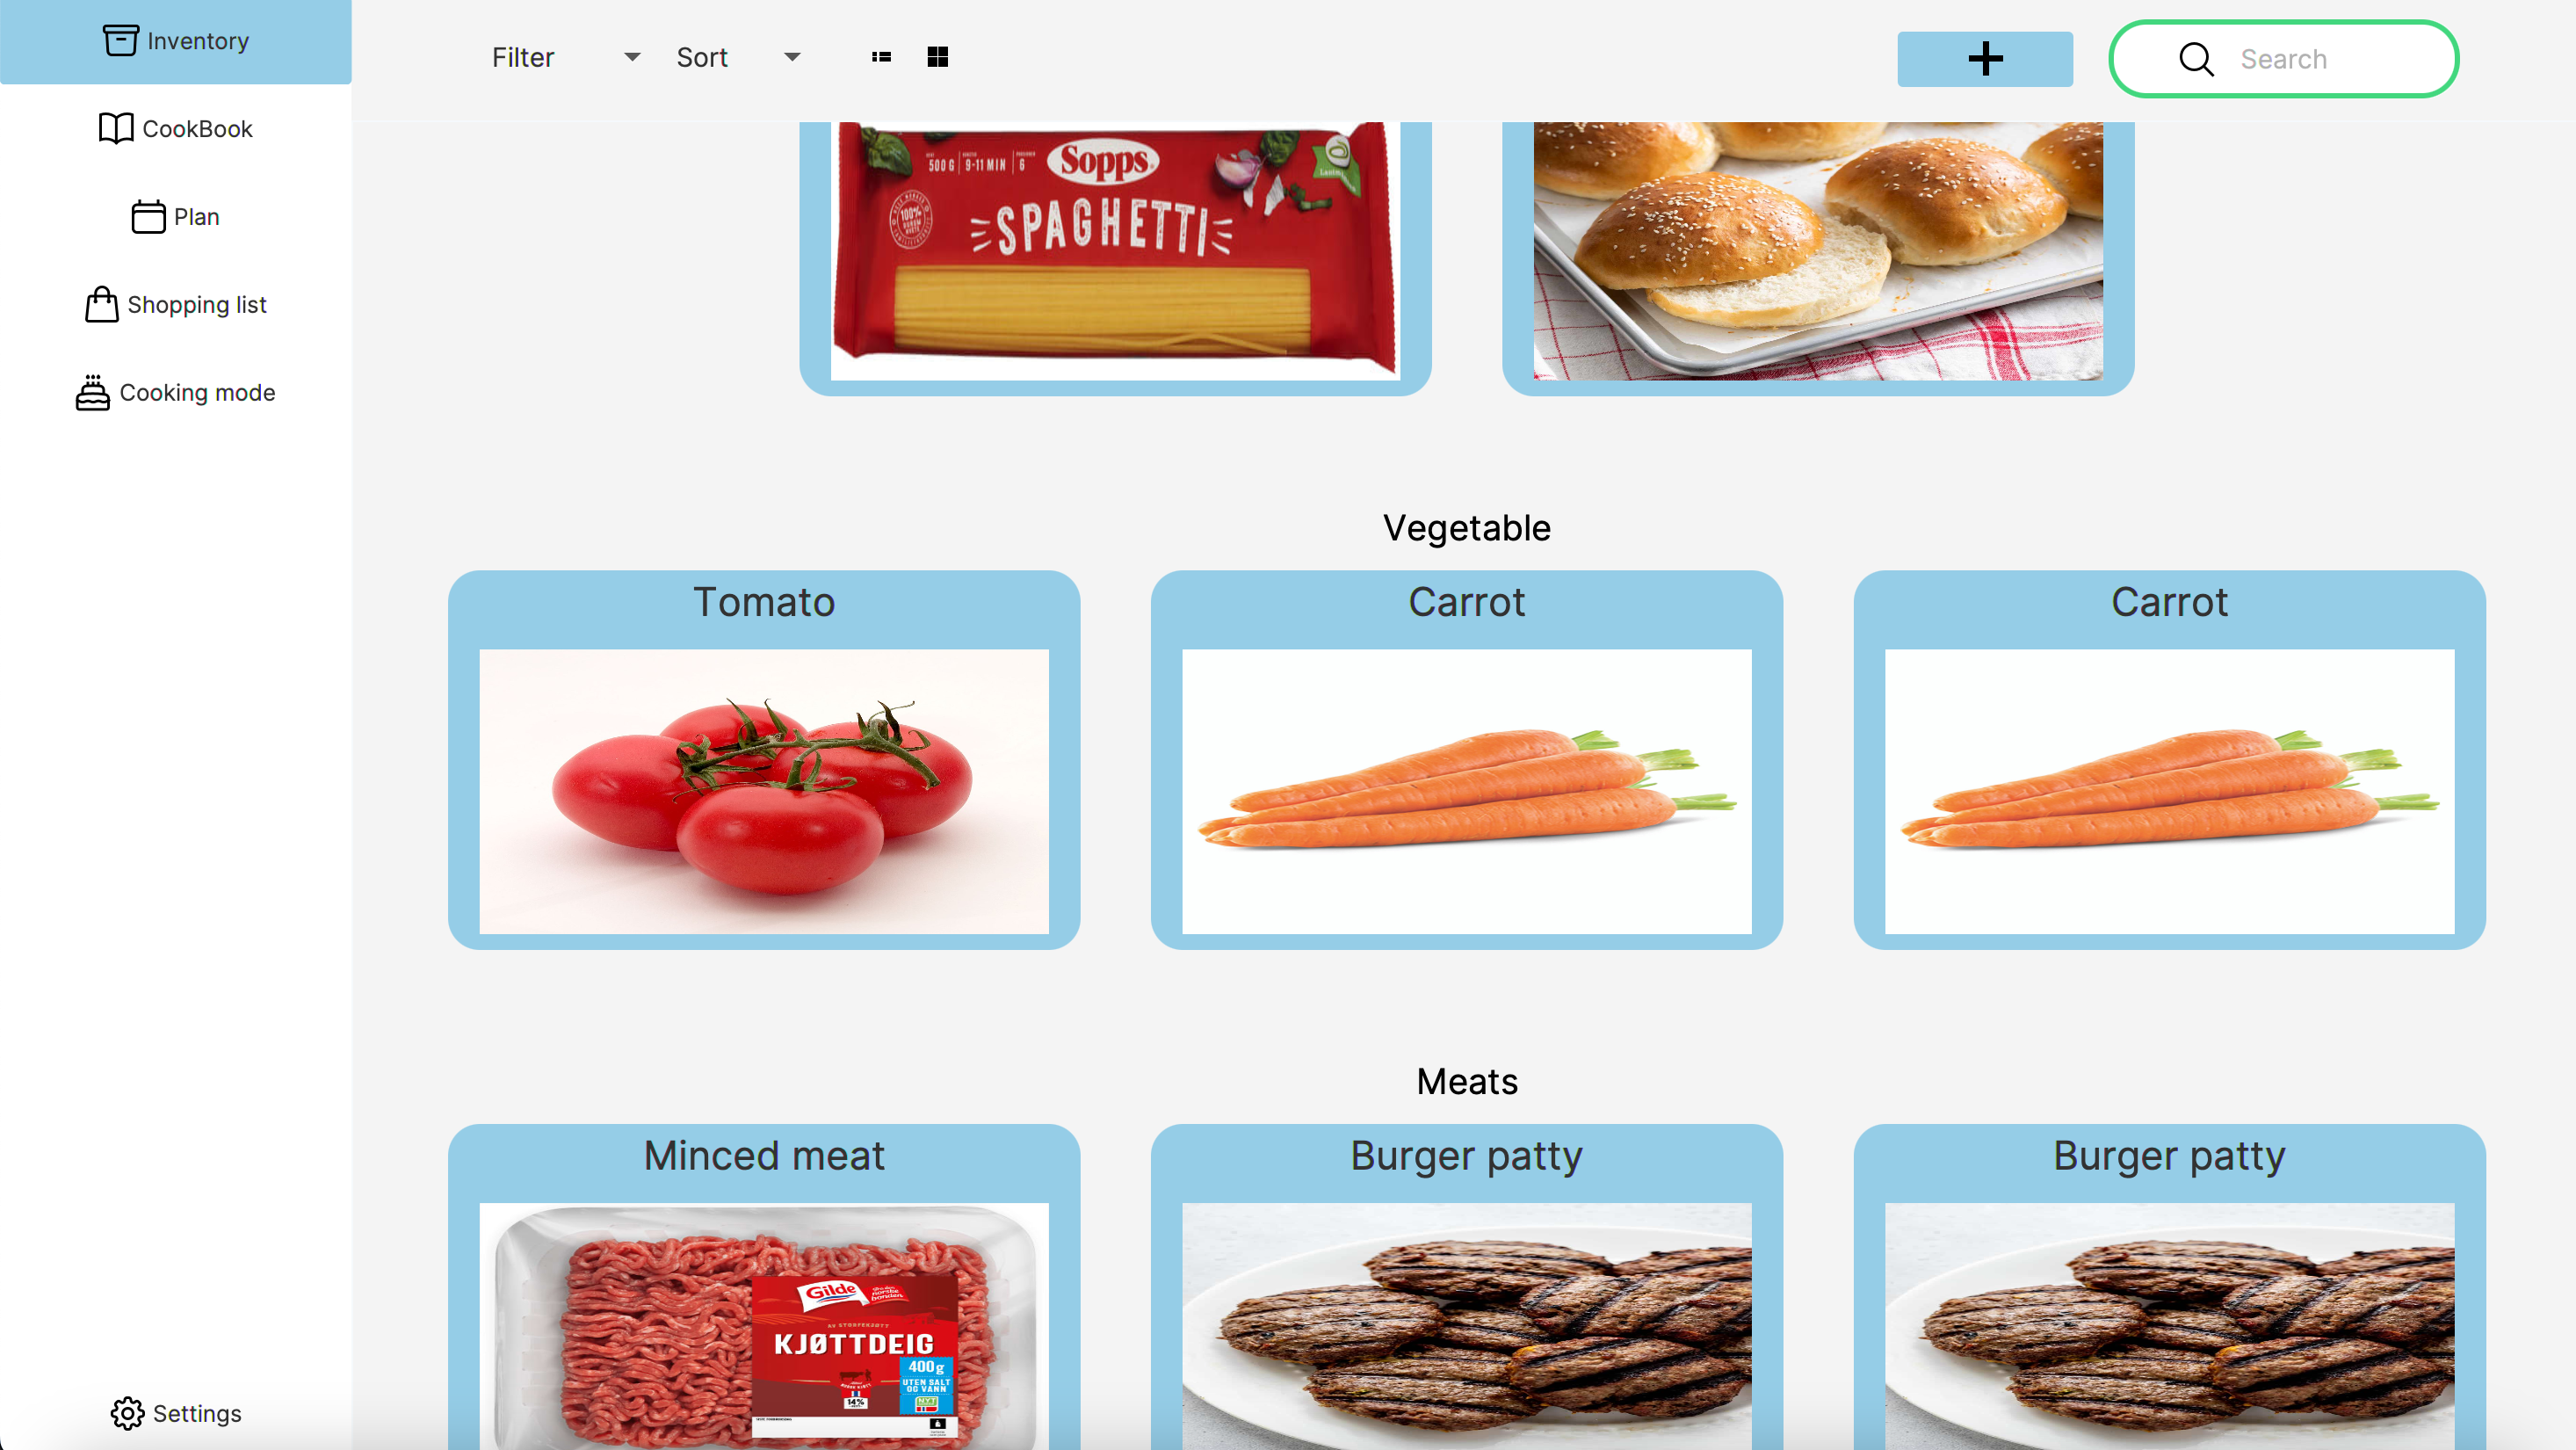 Inventory
CookBook
Plan
Shopping list
Cooking mode
Settings
Filter
Sort
Search
500 G
9-11 MIN
6
Sopps
SPAGHETTI
100%
Vegetable
Tomato
Carrot
Carrot
Meats
Minced meat
Burger patty
Burger patty
Gilde
KJØTTDEIG
400g
UTEN SALT
OG VANN
14%